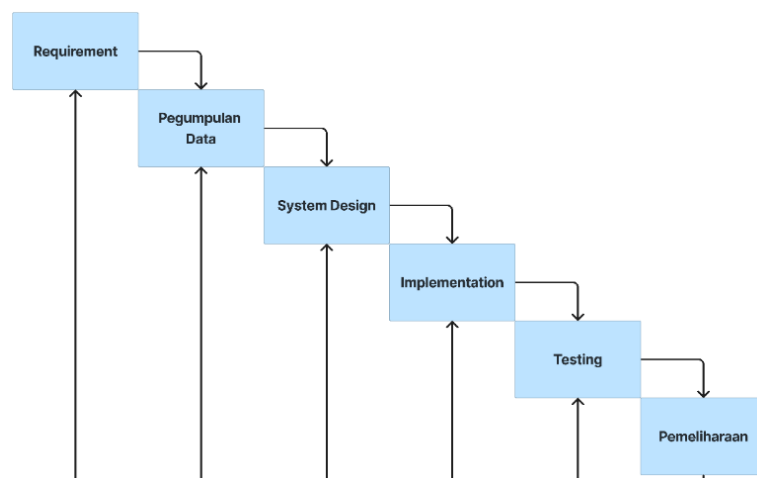 Requirement
Pegumpulan
Data
System Design
Implementation
Testing
Pemeliharaan